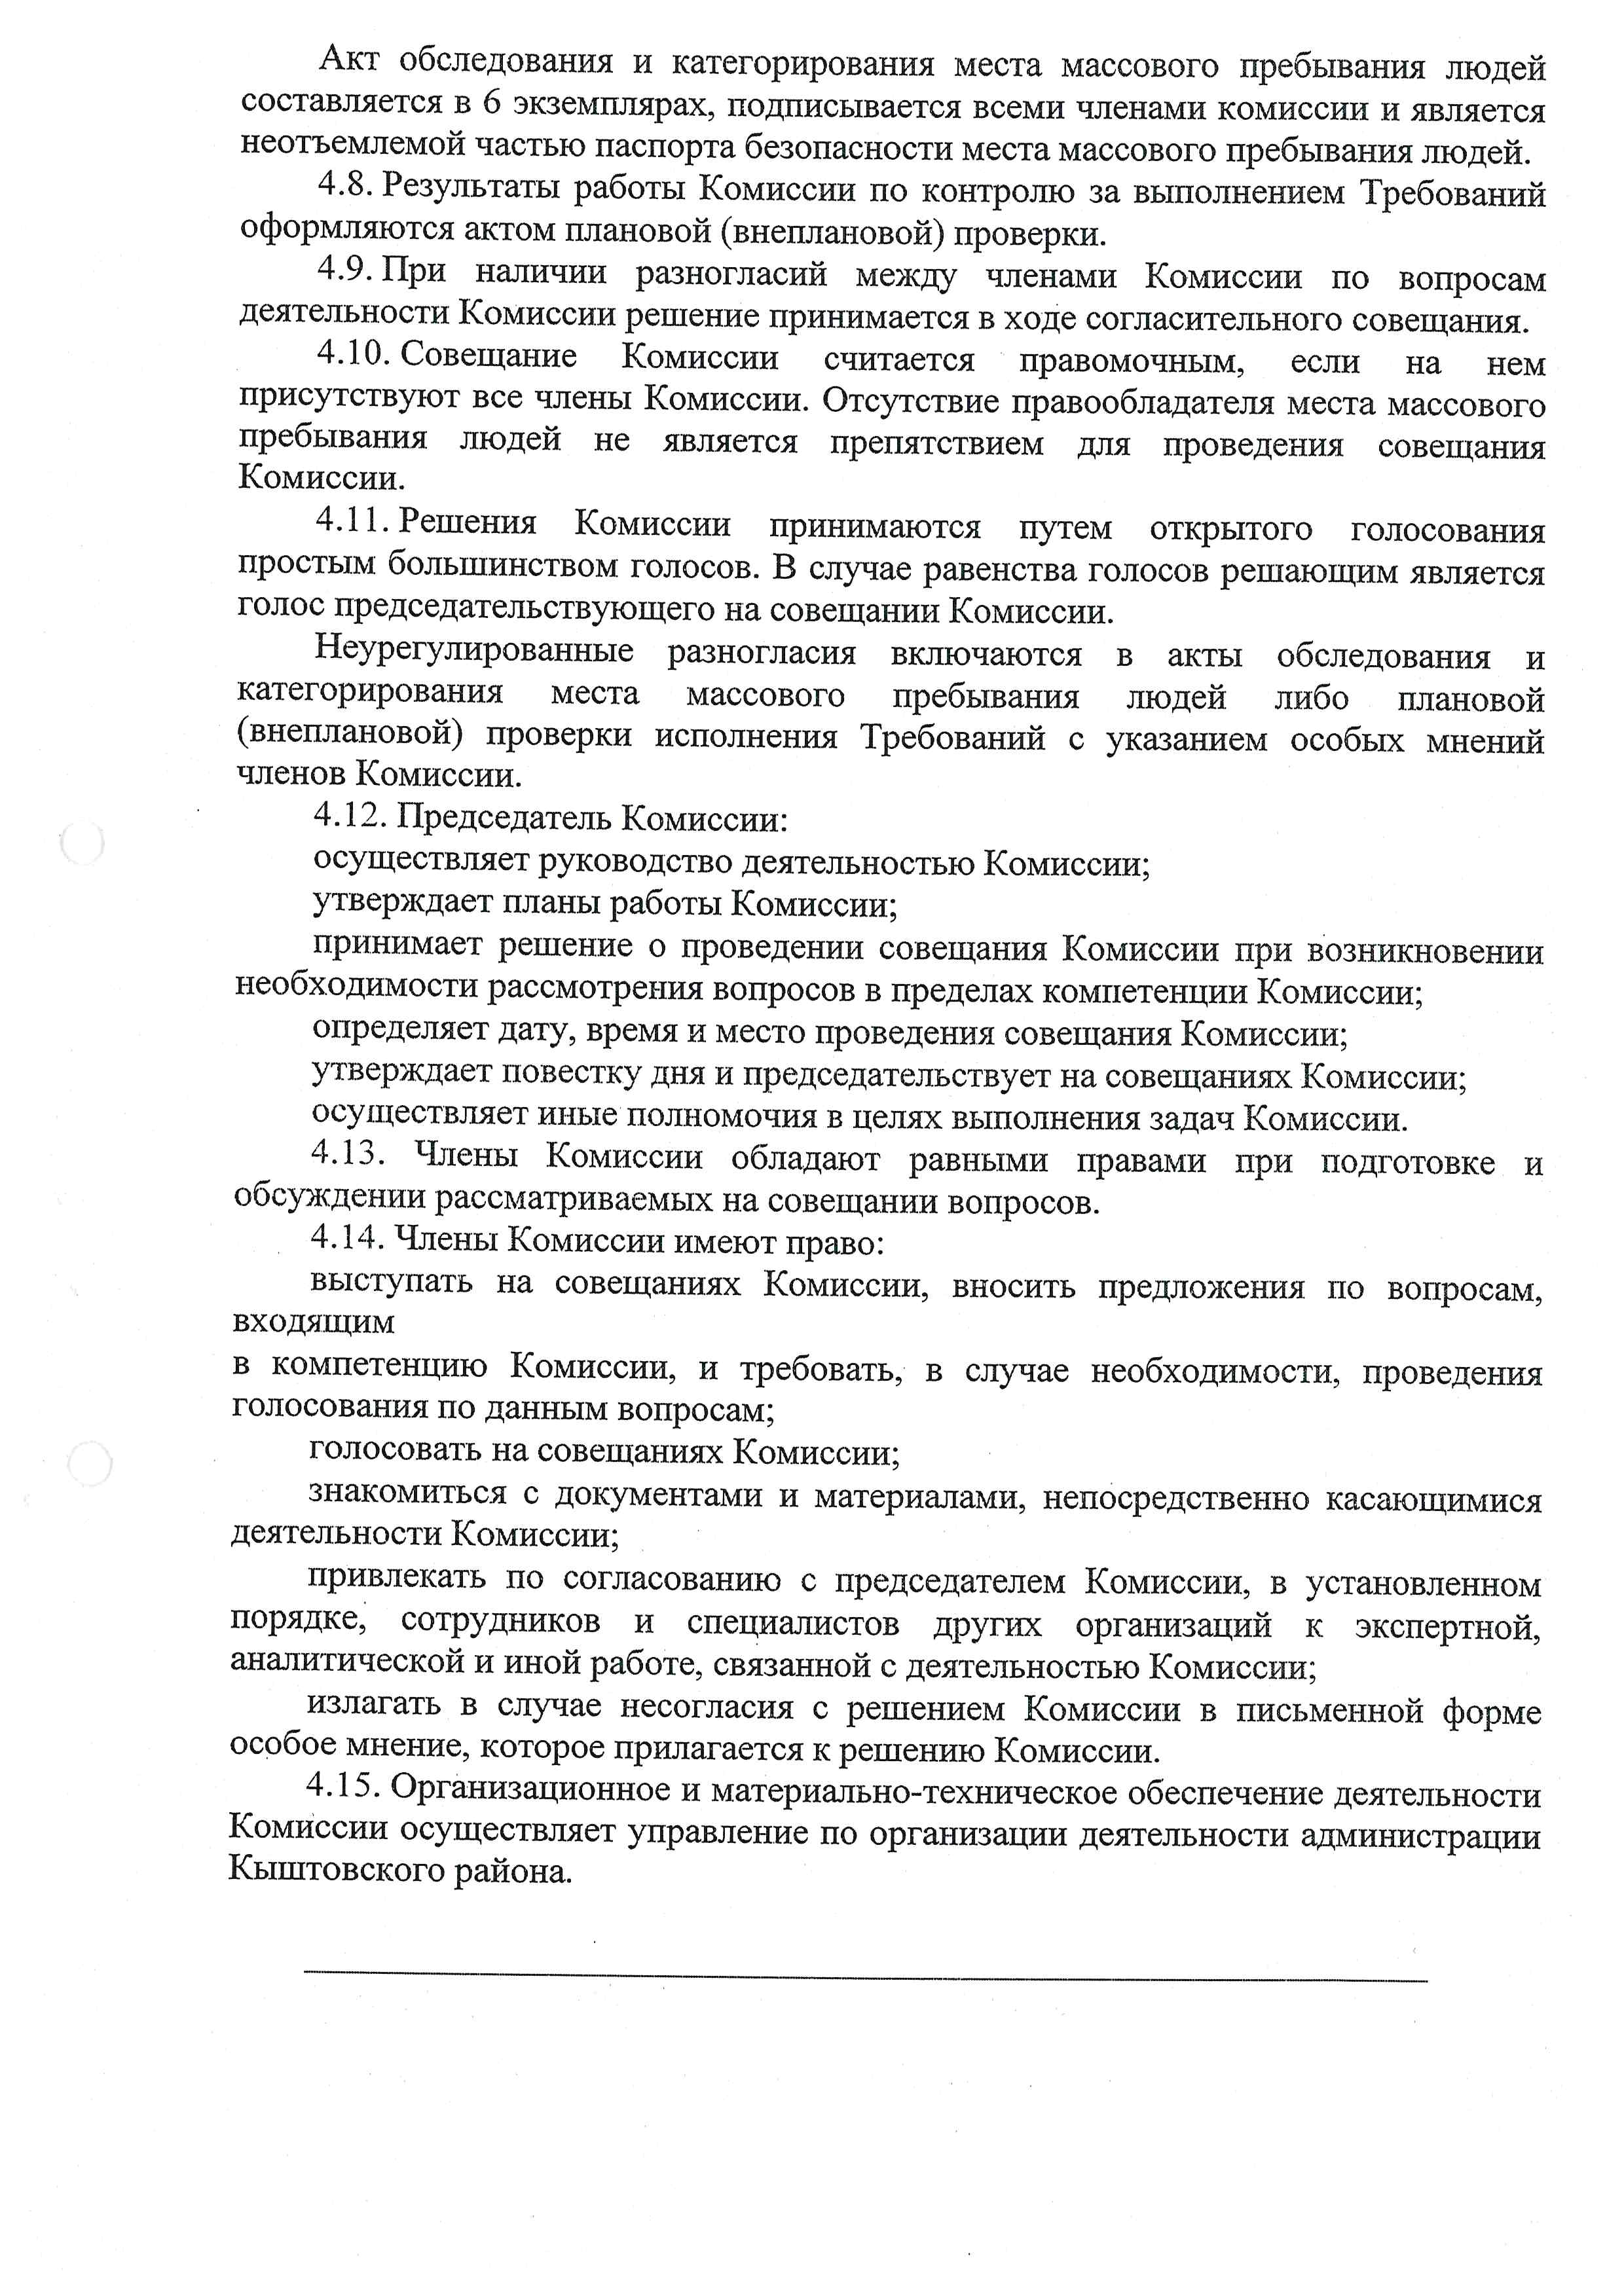 Акт обследования и категорирования места массового пребывания людей
составляется в 6 экземплярах, подписывается всеми членами комиссии и является
неотъемлемой частью паспорта безопасности места массового пребывания людей.
4.8. Результаты работы Комиссии по контролю за выполнением Требований
оформляются актом плановой (внеплановой) проверки.
4.9. При наличии разногласий между членами Комиссии по вопросам
деятельности Комиссии решение принимается в ходе согласительного совещания.
4.10. Совещание Комиссии считается правомочным, если на нем
присутствуют все члены Комиссии. Отсутствие правообладателя места массового
пребывания людей не является препятствием для проведения совещания
Комиссии.
4.11. Решения Комиссии принимаются путем открытого голосования
простым большинством голосов. В случае равенства голосов решающим является
голос председательствующего на совещании Комиссии.
Неурегулированные разногласия включаются в акты обследования и
категорирования места массового пребывания людей либо плановой
(внеплановой) проверки исполнения Требований с указанием особых мнений
членов Комиссии.
4.12. Председатель Комиссии:
осуществляет руководство деятельностью Комиссии;
утверждает планы работы Комиссии;
принимает решение о проведении совещания Комиссии при возникновении
необходимости рассмотрения вопросов в пределах компетенции Комиссии;
определяет дату, время и место проведения совещания Комиссии;
утверждает повестку дня и председательствует на совещаниях Комиссии;
осуществляет иные полномочия в целях выполнения задач Комиссии.
4.13. Члены Комиссии обладают равными правами при подготовке и
обсуждении рассматриваемых на совещании вопросов.
4.14. Члены Комиссии имеют право:
выступать на совещаниях Комиссии, вносить предложения по вопросам,
входящим
в компетенцию Комиссии, и требовать, в случае необходимости, проведения
голосования по данным вопросам;
голосовать на совещаниях Комиссии;
знакомиться с документами и материалами, непосредственно касающимися
деятельности Комиссии;
привлекать по согласованию с председателем Комиссии, в установленном
порядке, сотрудников и специалистов других организаций к экспертной,
аналитической и иной работе, связанной с деятельностью Комиссии;
излагать в случае несогласия с решением Комиссии в письменной форме
особое мнение, которое прилагается к решению Комиссии.
4.15. Организационное и материально-техническое обеспечение деятельности
Комиссии осуществляет управление по организации деятельности администрации
Кыштовского района.